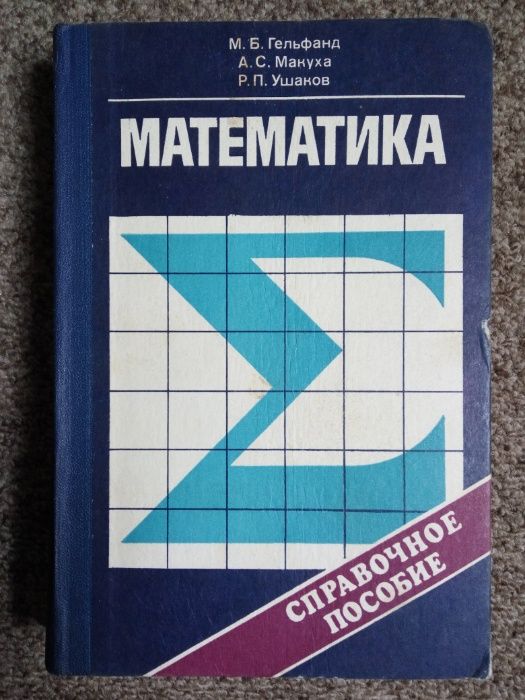 М. Б. Гельфанд
А. С. Макуха
Р. П. Ушаков
МАТЕМАТИКА
Σ
СПРАВОЧНОЕ
ПОСОБИЕ